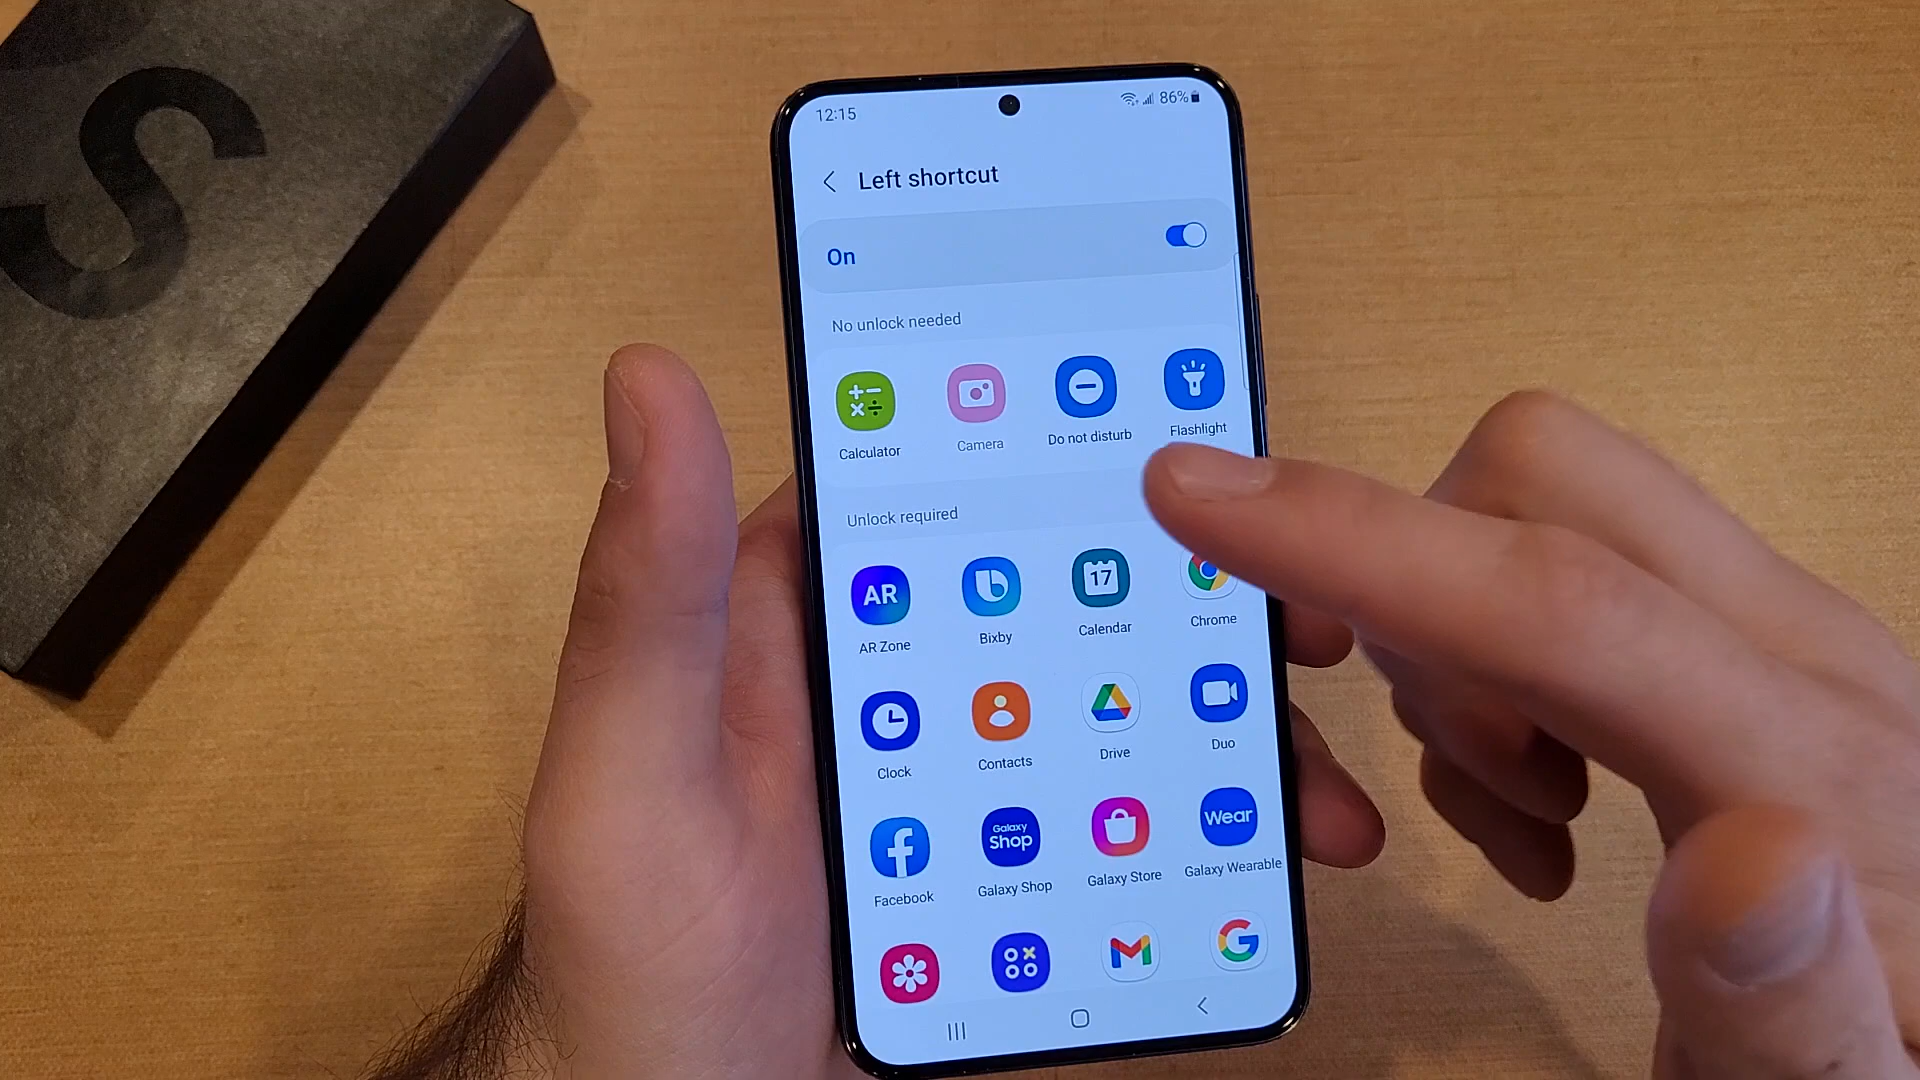 S
12:15
86%
Left shortcut
On
No unlock needed
Calculator
Camera
Do not disturb
Flashlight
Unlock required
AR
17
AR Zone
Bixby
Calendar
Chrome
Clock
Contacts
Drive
Duo
Galaxy
Shop
Wear
Facebook
Galaxy Shop
Galaxy Store
Galaxy Wearable